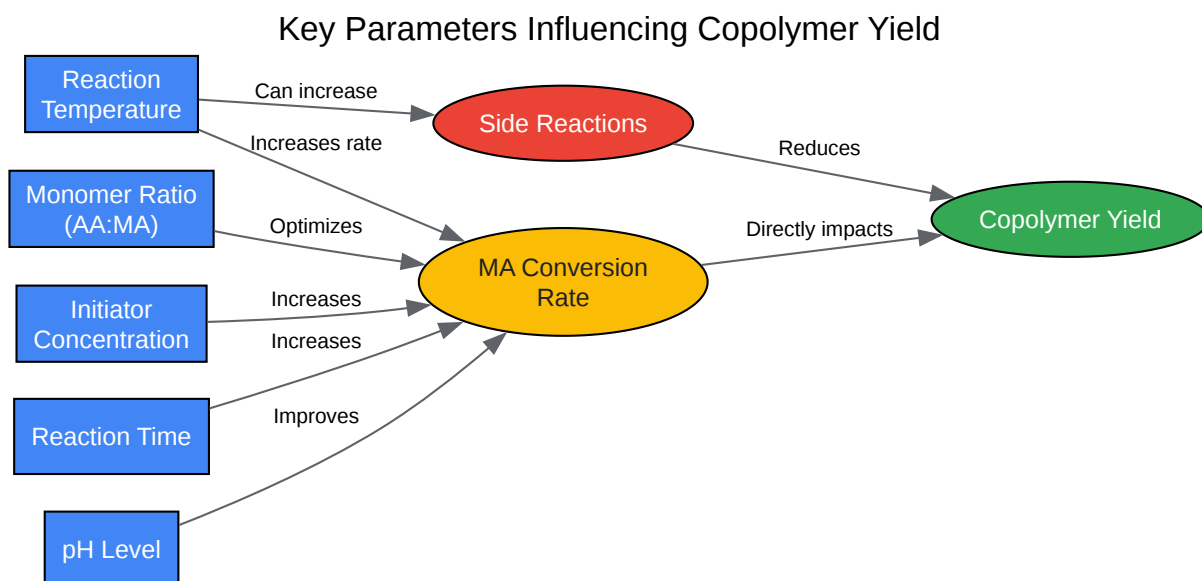 Key Parameters Influencing Copolymer Yield
Reaction
Temperature
Can increase
Side Reactions
Increases rate
Reduces
Monomer Ratio
(AA:MA)
Optimizes
Directly impacts
Copolymer Yield
MA Conversion
Rate
Initiator
Concentration
Increases
Increases
Reaction Time
Improves
pH Level